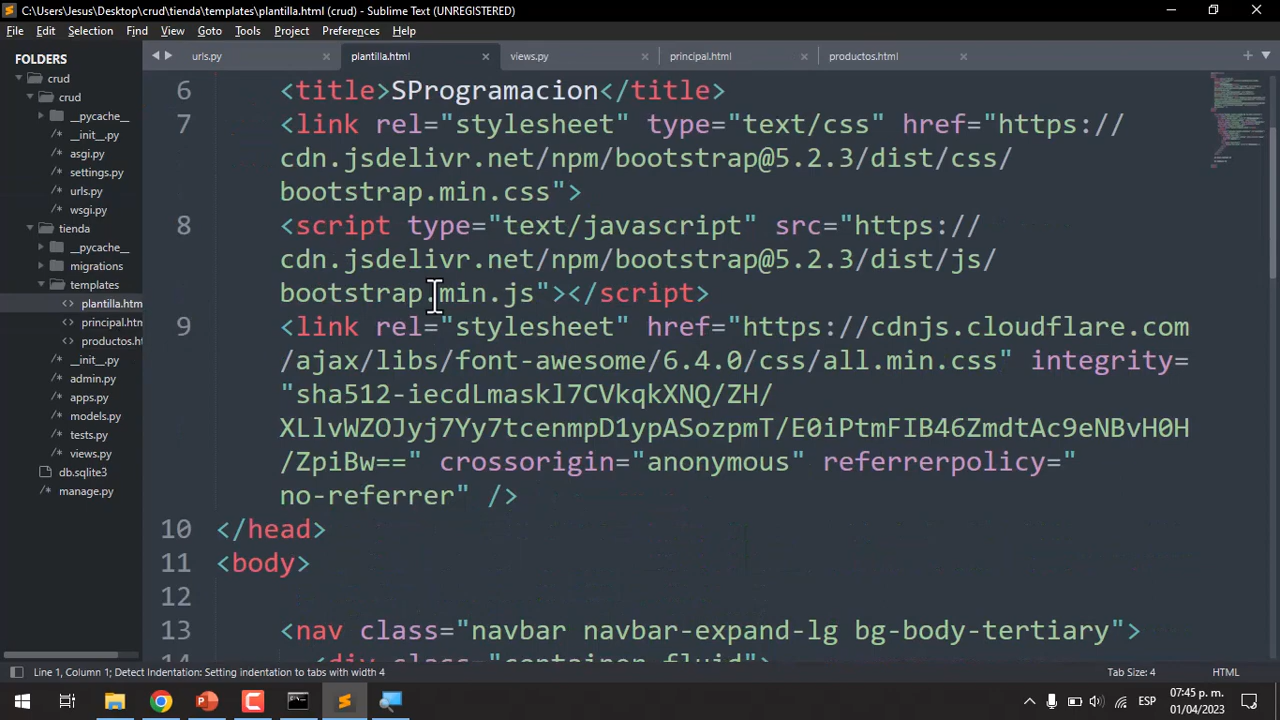 C:\Users\Jesus\Desktop\crud\tienda\templates\plantilla.html (crud) - Sublime Text (UNREGISTERED)
File Edit Selection Find View Goto Tools Project Preferences Help
FOLDERS
crud
crud
__pycache__
__init__.py
asgi.py
settings.py
urls.py
wsgi.py
tienda
__pycache__
migrations
templates
plantilla.htm
principal.htm
productos.ht
__init__.py
admin.py
apps.py
models.py
tests.py
views.py
db.sqlite3
manage.py
urls.py plantilla.html views.py principal.html productos.html
6 <title>SProgramacion</title>
7 <link rel="stylesheet" type="text/css" href="https://
cdn.jsdelivr.net/npm/bootstrap@5.2.3/dist/css/
bootstrap.min.css">
8 <script type="text/javascript" src="https://
cdn.jsdelivr.net/npm/bootstrap@5.2.3/dist/js/
bootstrap.min.js"></script>
9 <link rel="stylesheet" href="https://cdnjs.cloudflare.com
/ajax/libs/font-awesome/6.4.0/css/all.min.css" integrity=
"sha512-iecdLmaskl7CVkqkXNQ/ZH/
XLlvWZOJyj7Yy7tcenmpD1ypASozpmT/E0iPtmFIB46ZmdtAc9eNBvH0H
/ZpiBw==" crossorigin="anonymous" referrerpolicy="
no-referrer" />
10 </head>
11 <body>
12
13 <nav class="navbar navbar-expand-lg bg-body-tertiary">
14 <div class="container-fluid">
Line 1, Column 1; Detect Indentation: Setting indentation to tabs with width 4 Tab Size: 4 HTML
ESP 07:45 p. m.
01/04/2023